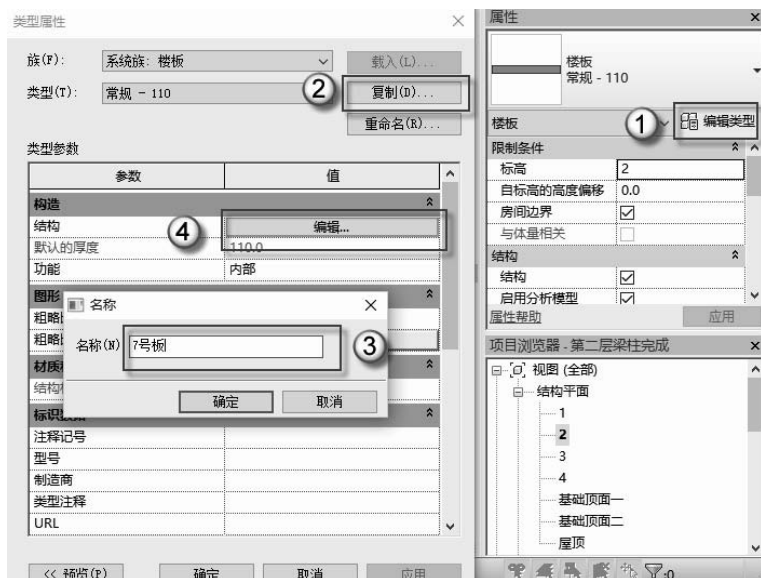 类型属性
族(F):
系统族: 楼板
载入(L)...
类型(T):
常规 - 110
2
复制(D)...
重命名(R)...
类型参数
参数
值
构造
结构
4
编辑...
默认的厚度
110.0
功能
内部
图形
粗略
粗略
材质
结构
标识
注释记号
型号
制造商
类型注释
URL
<< 预览(P)
确定
取消
应用
名称
名称(N)
7号板
3
确定
取消
属性
楼板
常规 - 110
楼板
1
编辑类型
限制条件
标高
2
自标高的高度偏移
0.0
房间边界
与体量相关
结构
结构
启用分析模型
属性帮助
应用
项目浏览器 - 第二层梁柱完成
视图 (全部)
结构平面
1
2
3
4
基础顶面一
基础顶面二
屋顶
:0